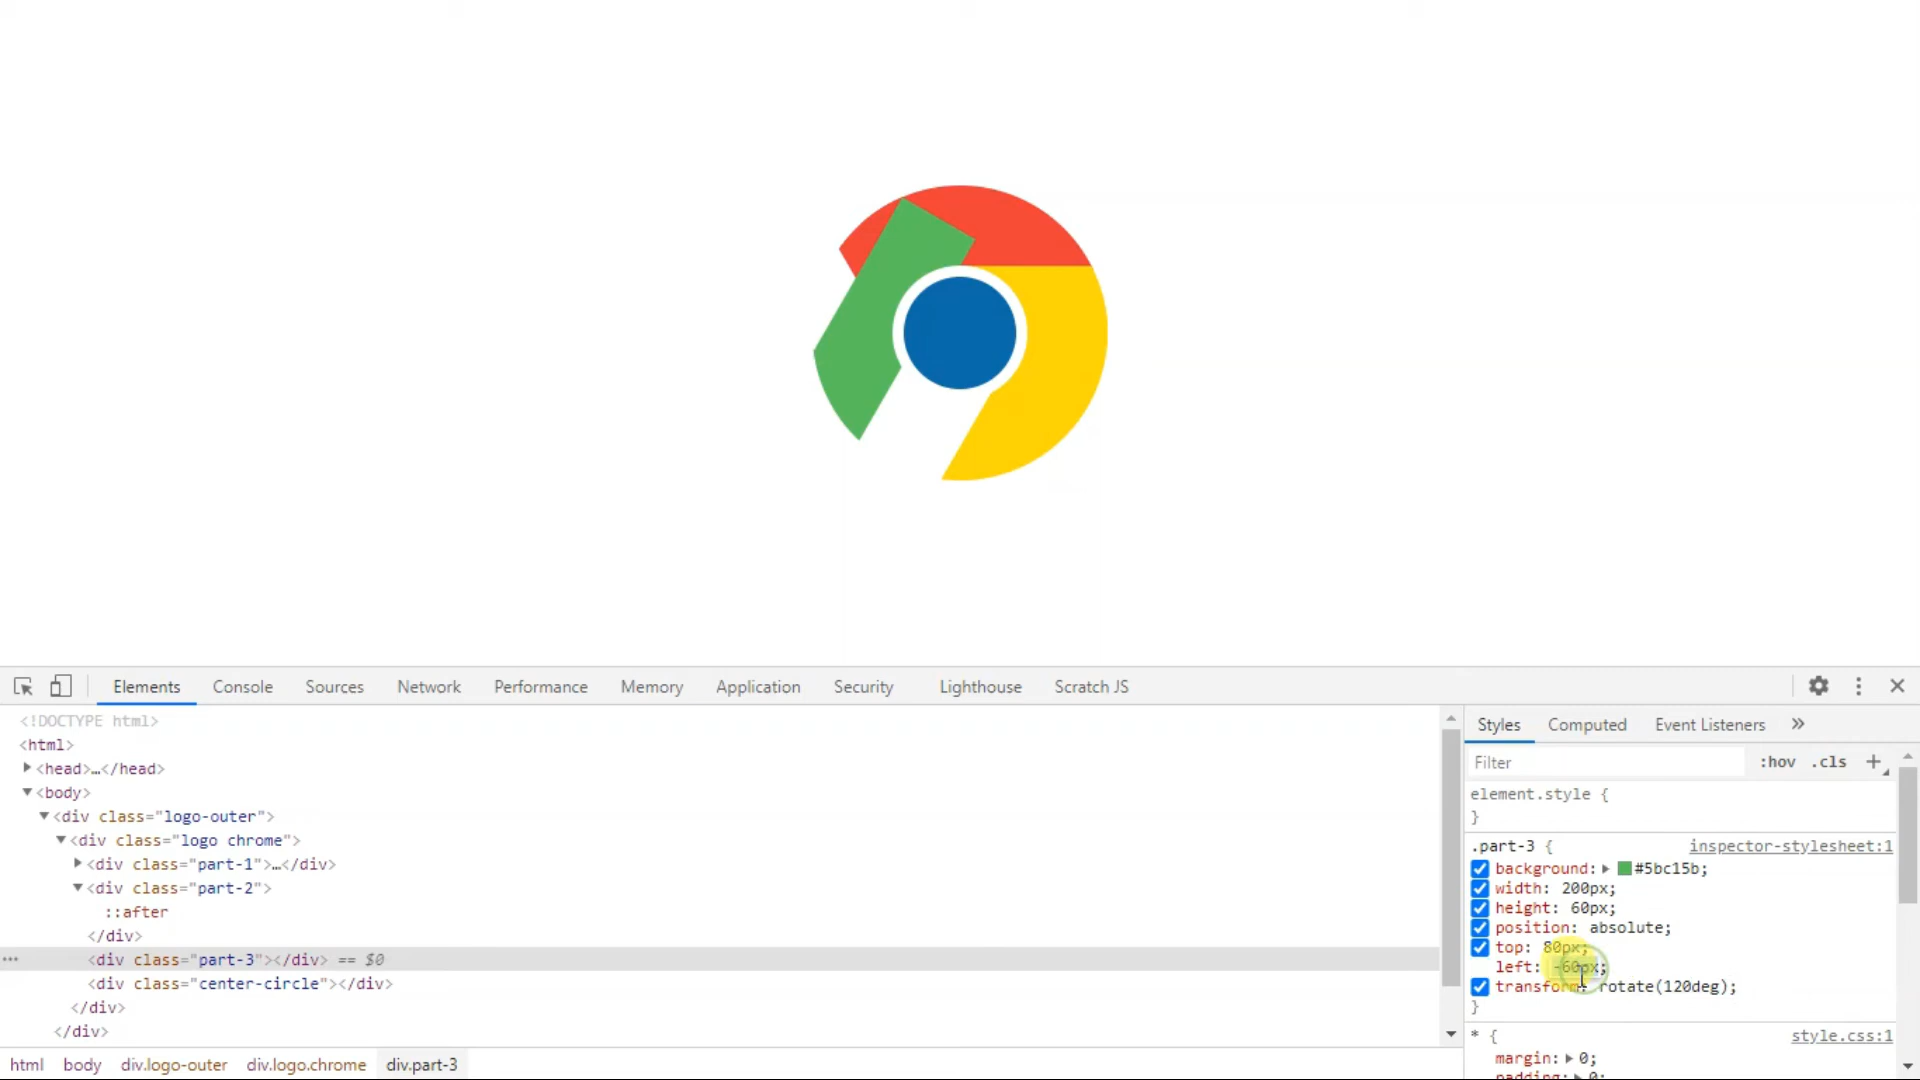 Elements Console Sources Network Performance Memory Application Security Lighthouse Scratch JS
<!DOCTYPE html>
<html>
<head>…</head>
<body>
<div class="logo-outer">
<div class="logo chrome">
<div class="part-1">…</div>
<div class="part-2">
::after
</div>
<div class="part-3"></div> == $0
<div class="center-circle"></div>
</div>
</div>
html body div.logo-outer div.logo.chrome div.part-3
Styles Computed Event Listeners »
Filter :hov .cls +
element.style {
}
.part-3 { inspector-stylesheet:1
background: #5bc15b;
width: 200px;
height: 60px;
position: absolute;
top: 80px;
left: -60px;
transform: rotate(120deg);
}
* { style.css:1
margin: 0;
padding: 0;